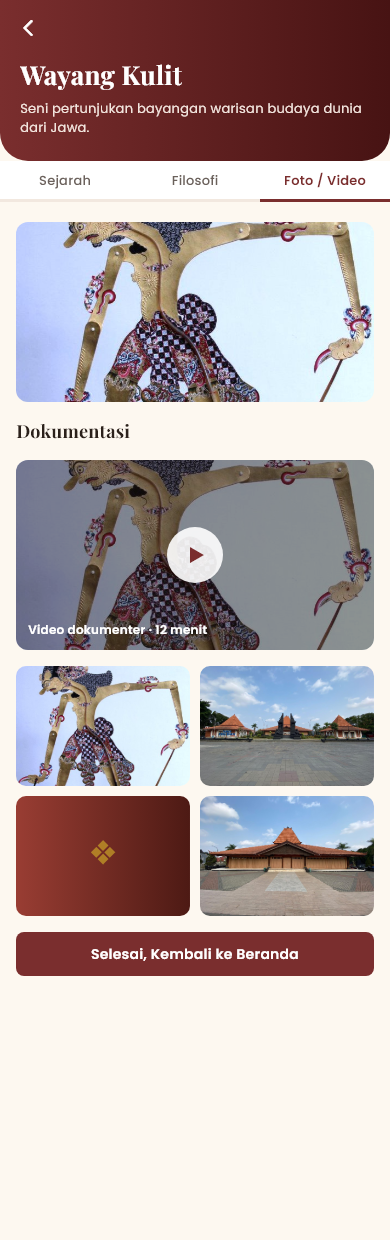 Wayang Kulit
Seni pertunjukan bayangan warisan budaya dunia
dari Jawa.
Sejarah
Filosofi
Foto / Video
Dokumentasi
Video dokumenter · 12 menit
Selesai, Kembali ke Beranda